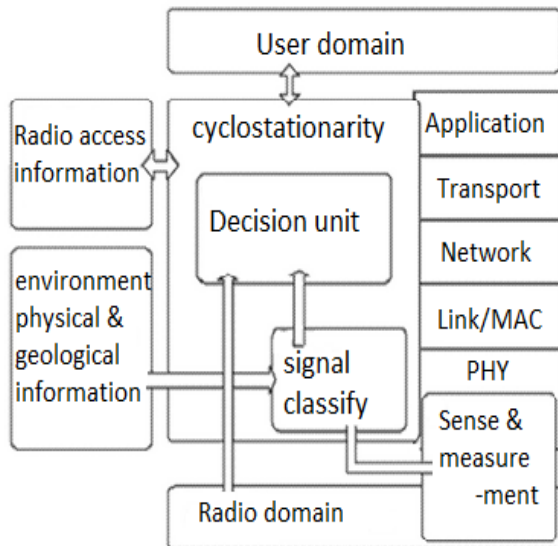 User domain
Radio access
information
cyclostationarity
Decision unit
environment
physical &
geological
information
signal
classify
Application
Transport
Network
Link/MAC
PHY
Sense &
measure
-ment
Radio domain